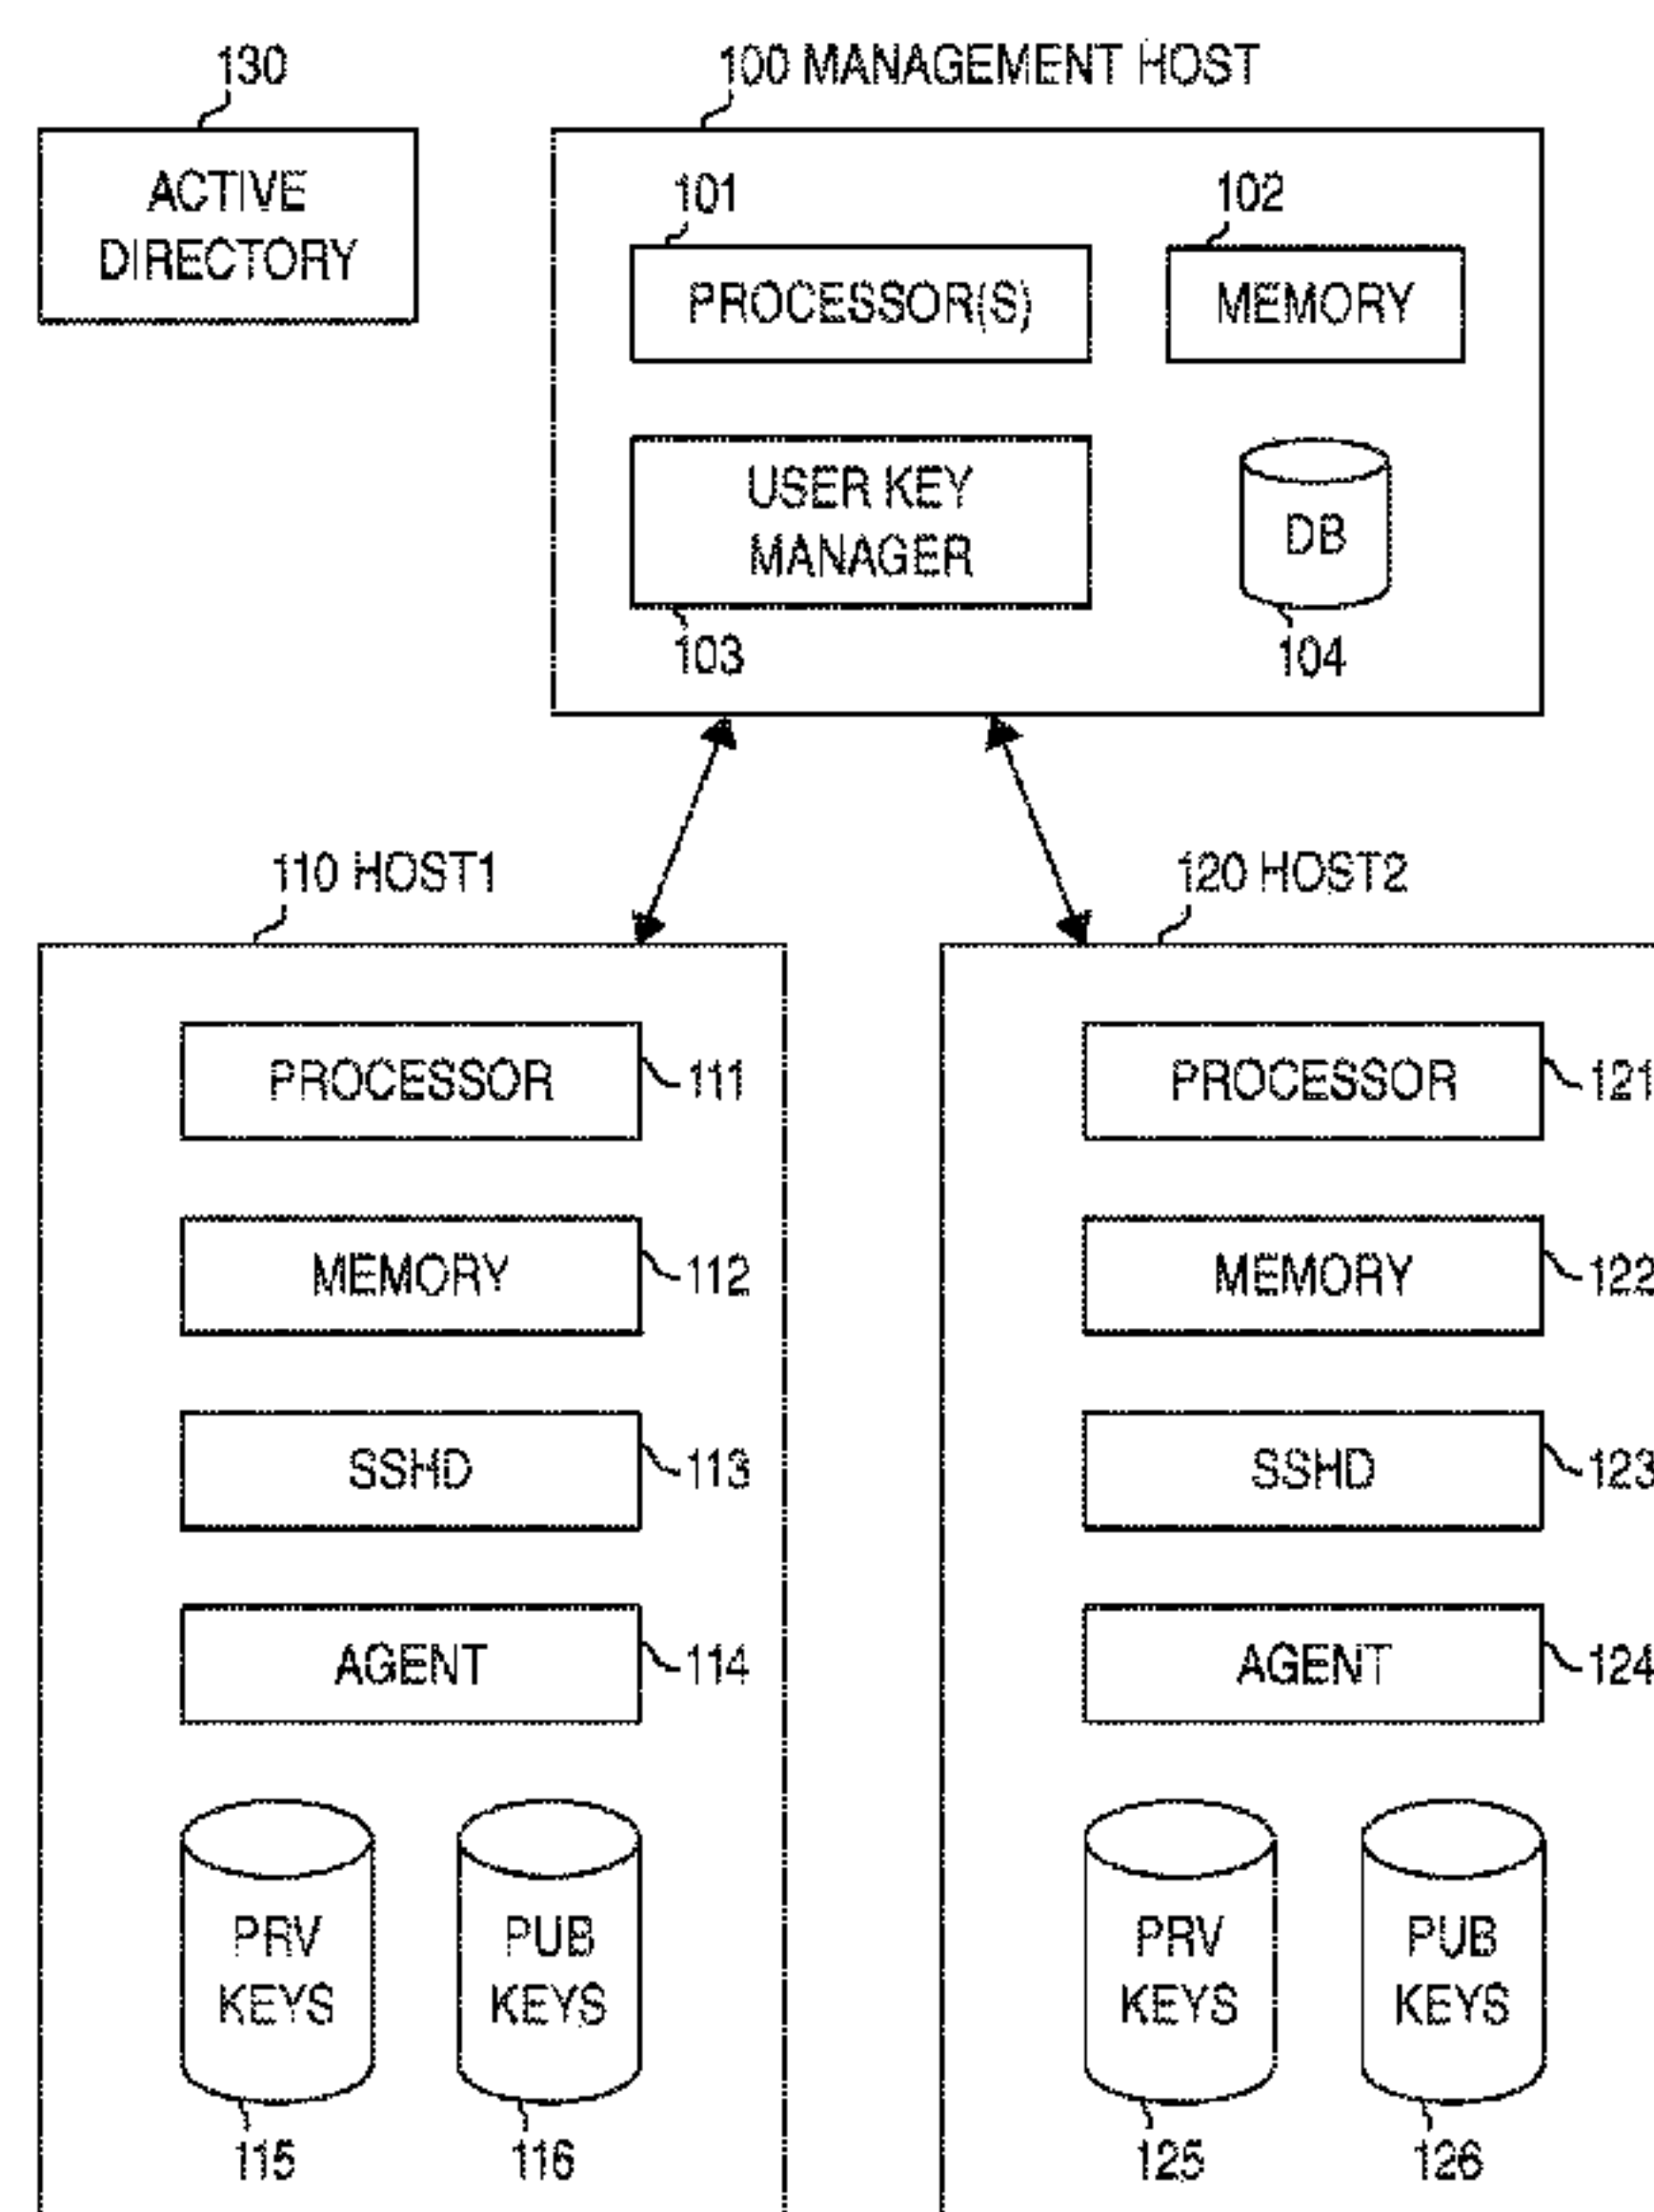 130
100 MANAGEMENT HOST
ACTIVE
DIRECTORY
101
102
PROCESSOR(S)
MEMORY
USER KEY
MANAGER
DB
103
104
110 HOST1
120 HOST2
PROCESSOR
111
MEMORY
112
SSHD
113
AGENT
114
PRV
KEYS
PUB
KEYS
115
116
PROCESSOR
121
MEMORY
122
SSHD
123
AGENT
124
PRV
KEYS
PUB
KEYS
125
126